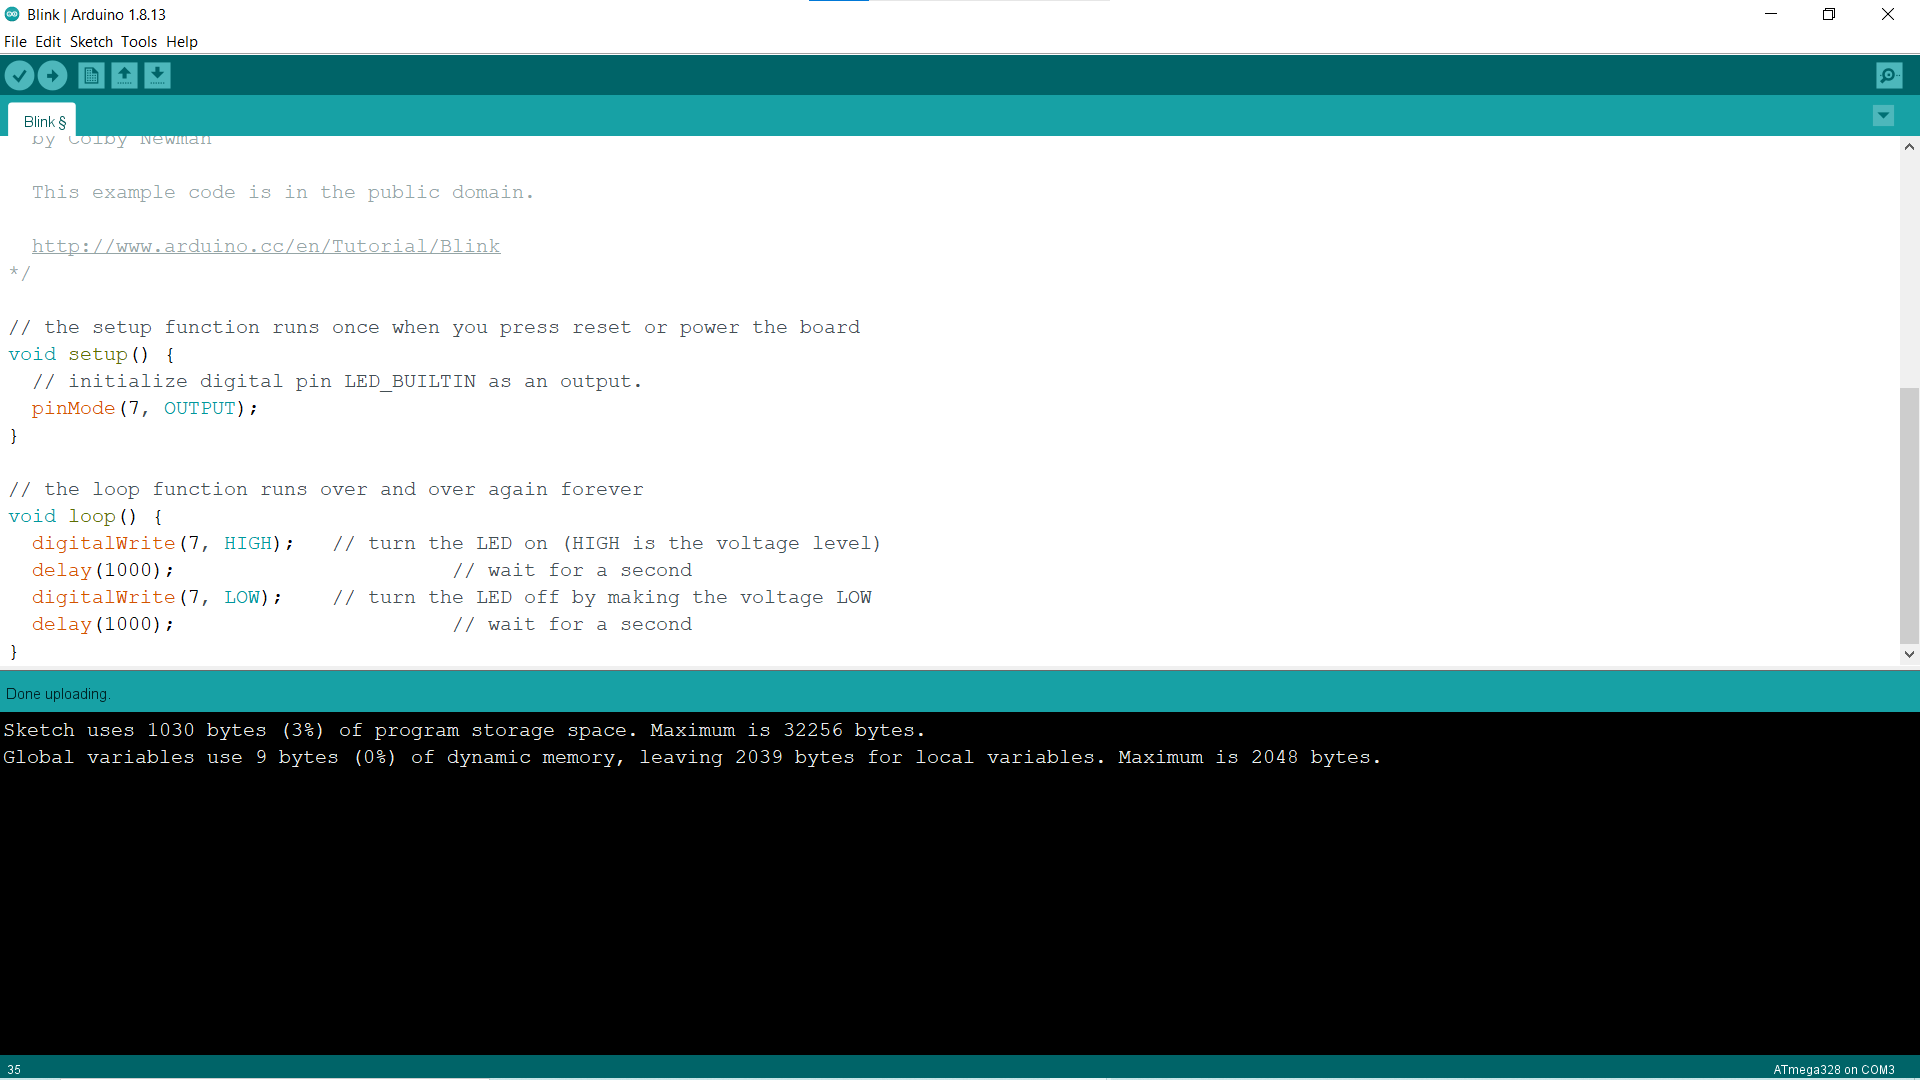 Blink | Arduino 1.8.13
File Edit Sketch Tools Help
Blink §
by Colby Newman
This example code is in the public domain.
http://www.arduino.cc/en/Tutorial/Blink
*/
// the setup function runs once when you press reset or power the board
void setup() {
  // initialize digital pin LED_BUILTIN as an output.
  pinMode(7, OUTPUT);
}
// the loop function runs over and over again forever
void loop() {
  digitalWrite(7, HIGH);   // turn the LED on (HIGH is the voltage level)
  delay(1000);                       // wait for a second
  digitalWrite(7, LOW);    // turn the LED off by making the voltage LOW
  delay(1000);                       // wait for a second
}
Done uploading.
Sketch uses 1030 bytes (3%) of program storage space. Maximum is 32256 bytes.
Global variables use 9 bytes (0%) of dynamic memory, leaving 2039 bytes for local variables. Maximum is 2048 bytes.
35 ATmega328 on COM3